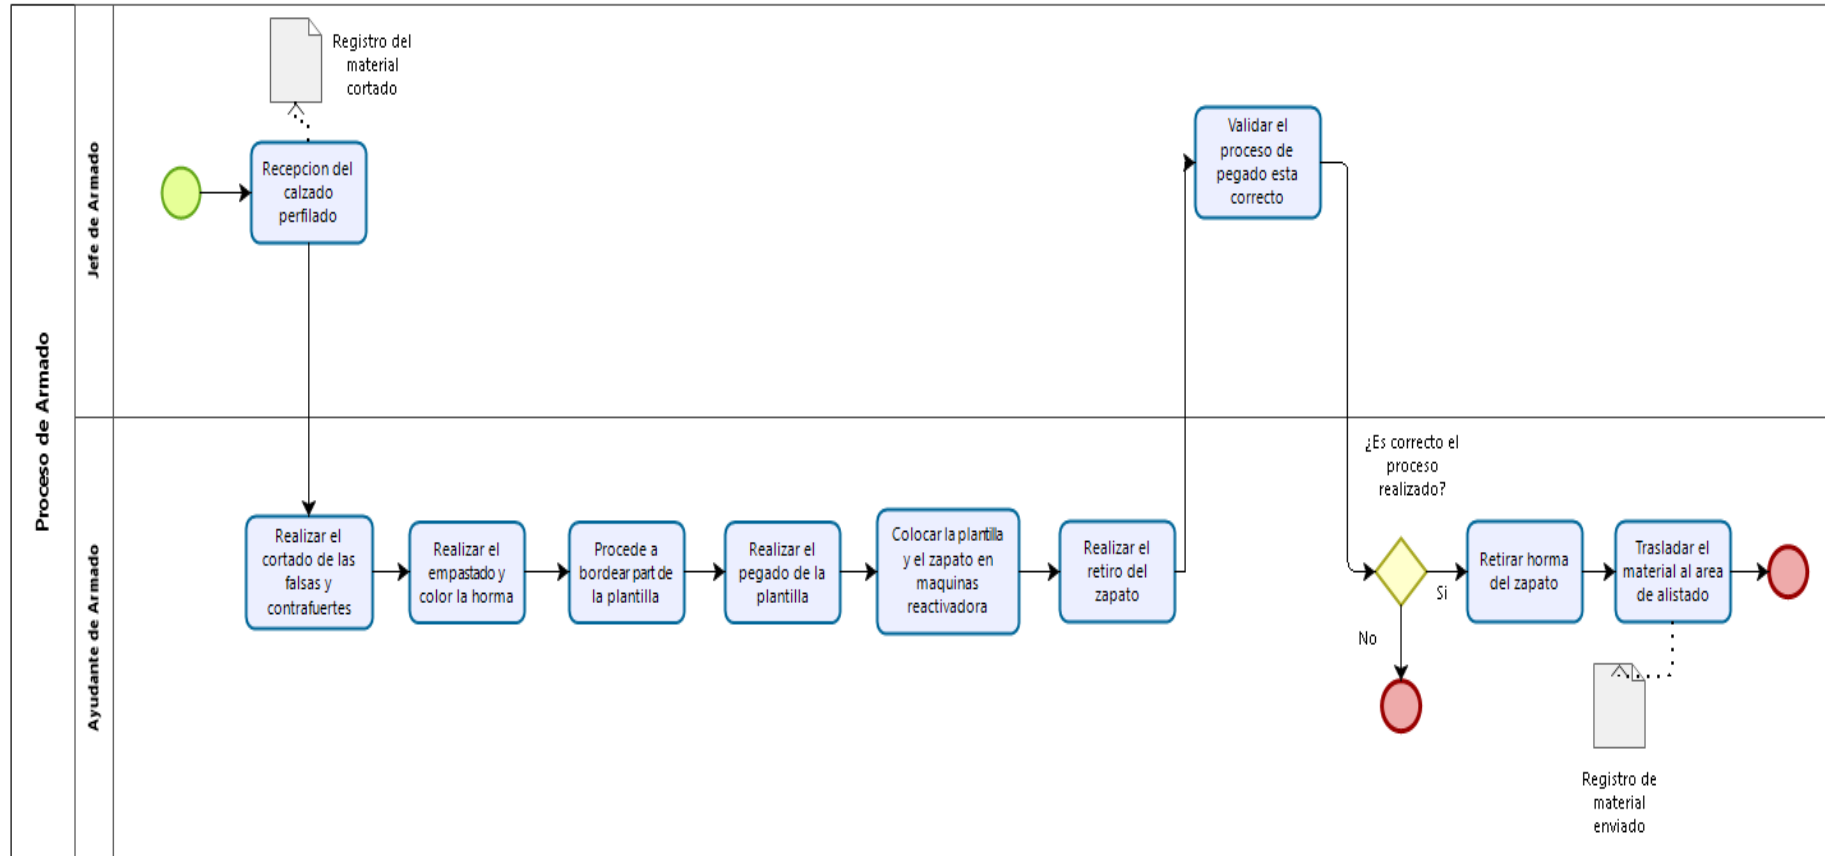 Proceso de Armado
Jefe de Armado
Registro del
material
cortado
Recepcion del
calzado
perfilado
Validar el
proceso de
pegado esta
correcto
Ayudante de Armado
Realizar el
cortado de las
falsas y
contrafuertes
Realizar el
empastado y
color la horma
Procede a
bordear part de
la plantilla
Realizar el
pegado de la
plantilla
Colocar la plantilla
y el zapato en
maquinas
reactivadora
Realizar el
retiro del
zapato
¿Es correcto el
proceso
realizado?
Si
No
Retirar horma
del zapato
Trasladar el
material al area
de alistado
Registro de
material
enviado